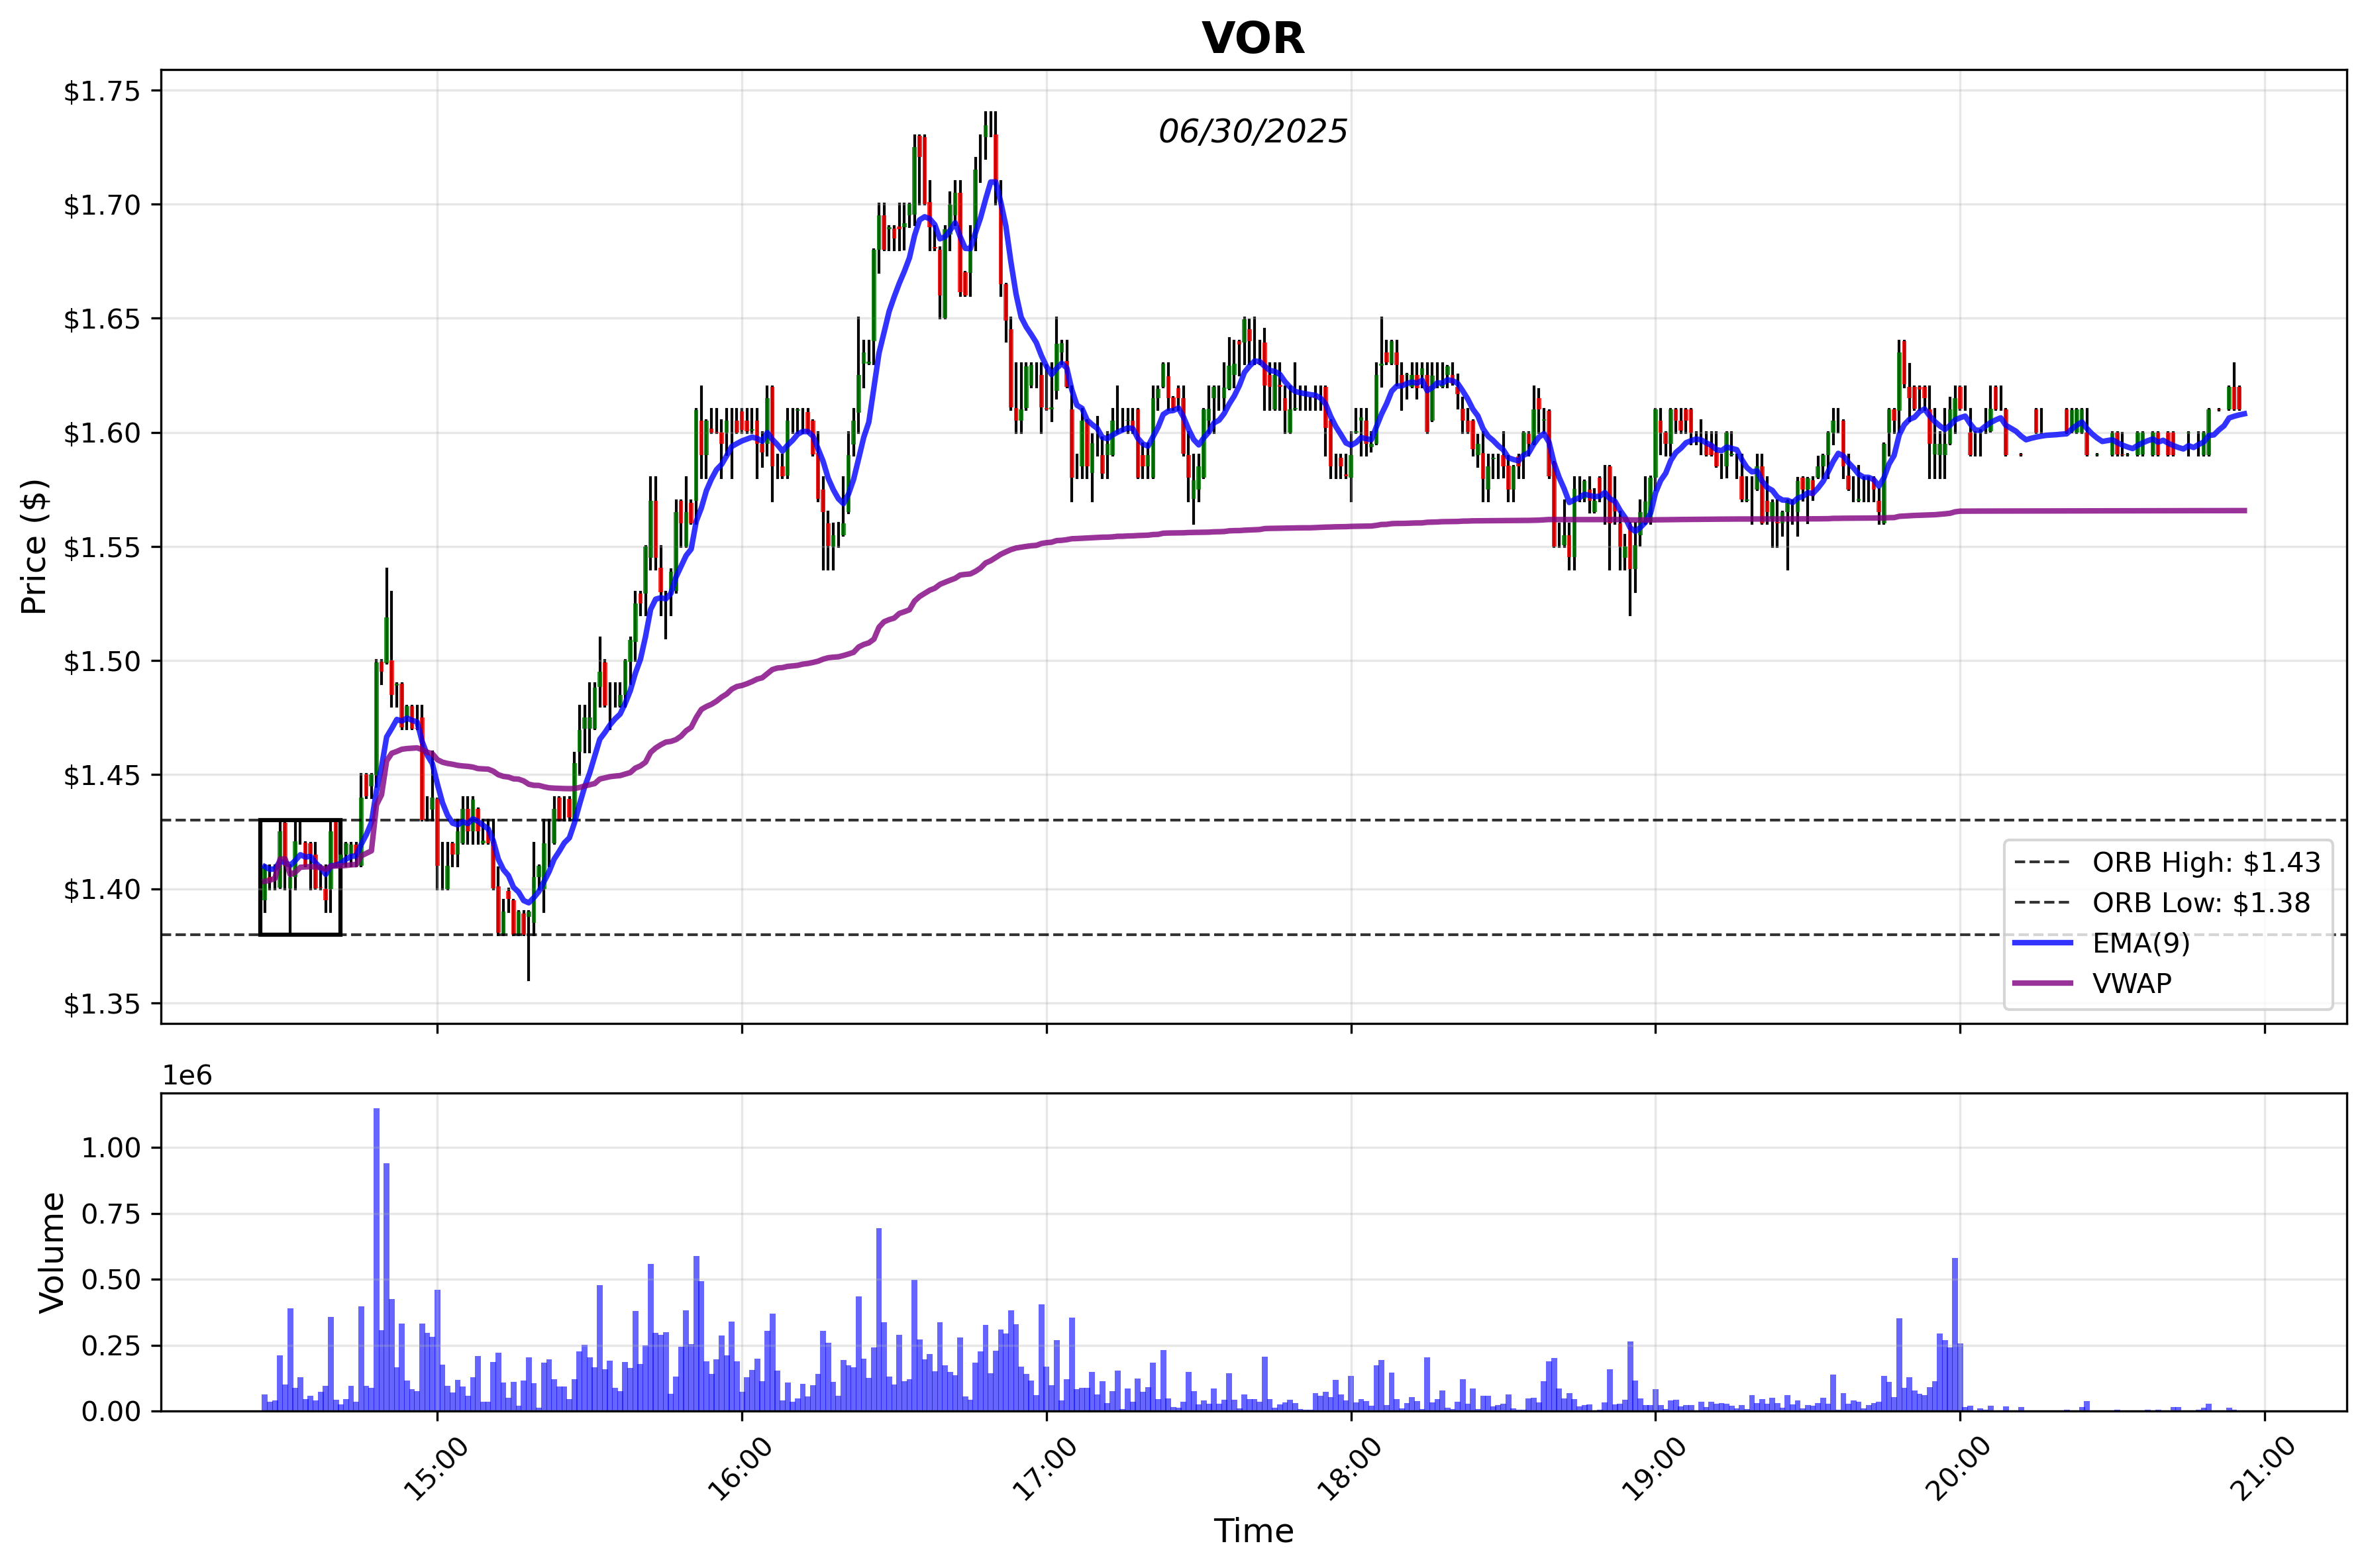 VOR
06/30/2025
Price ($)
$1.75
$1.70
$1.65
$1.60
$1.55
$1.50
$1.45
$1.40
$1.35
ORB High: $1.43
ORB Low: $1.38
EMA(9)
VWAP
1e6
Volume
1.00
0.75
0.50
0.25
0.00
15:00
16:00
17:00
18:00
19:00
20:00
21:00
Time